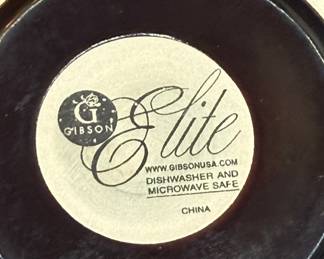 G
GIBSON
Elite
WWW.GIBSONUSA.COM
DISHWASHER AND
MICROWAVE SAFE
CHINA